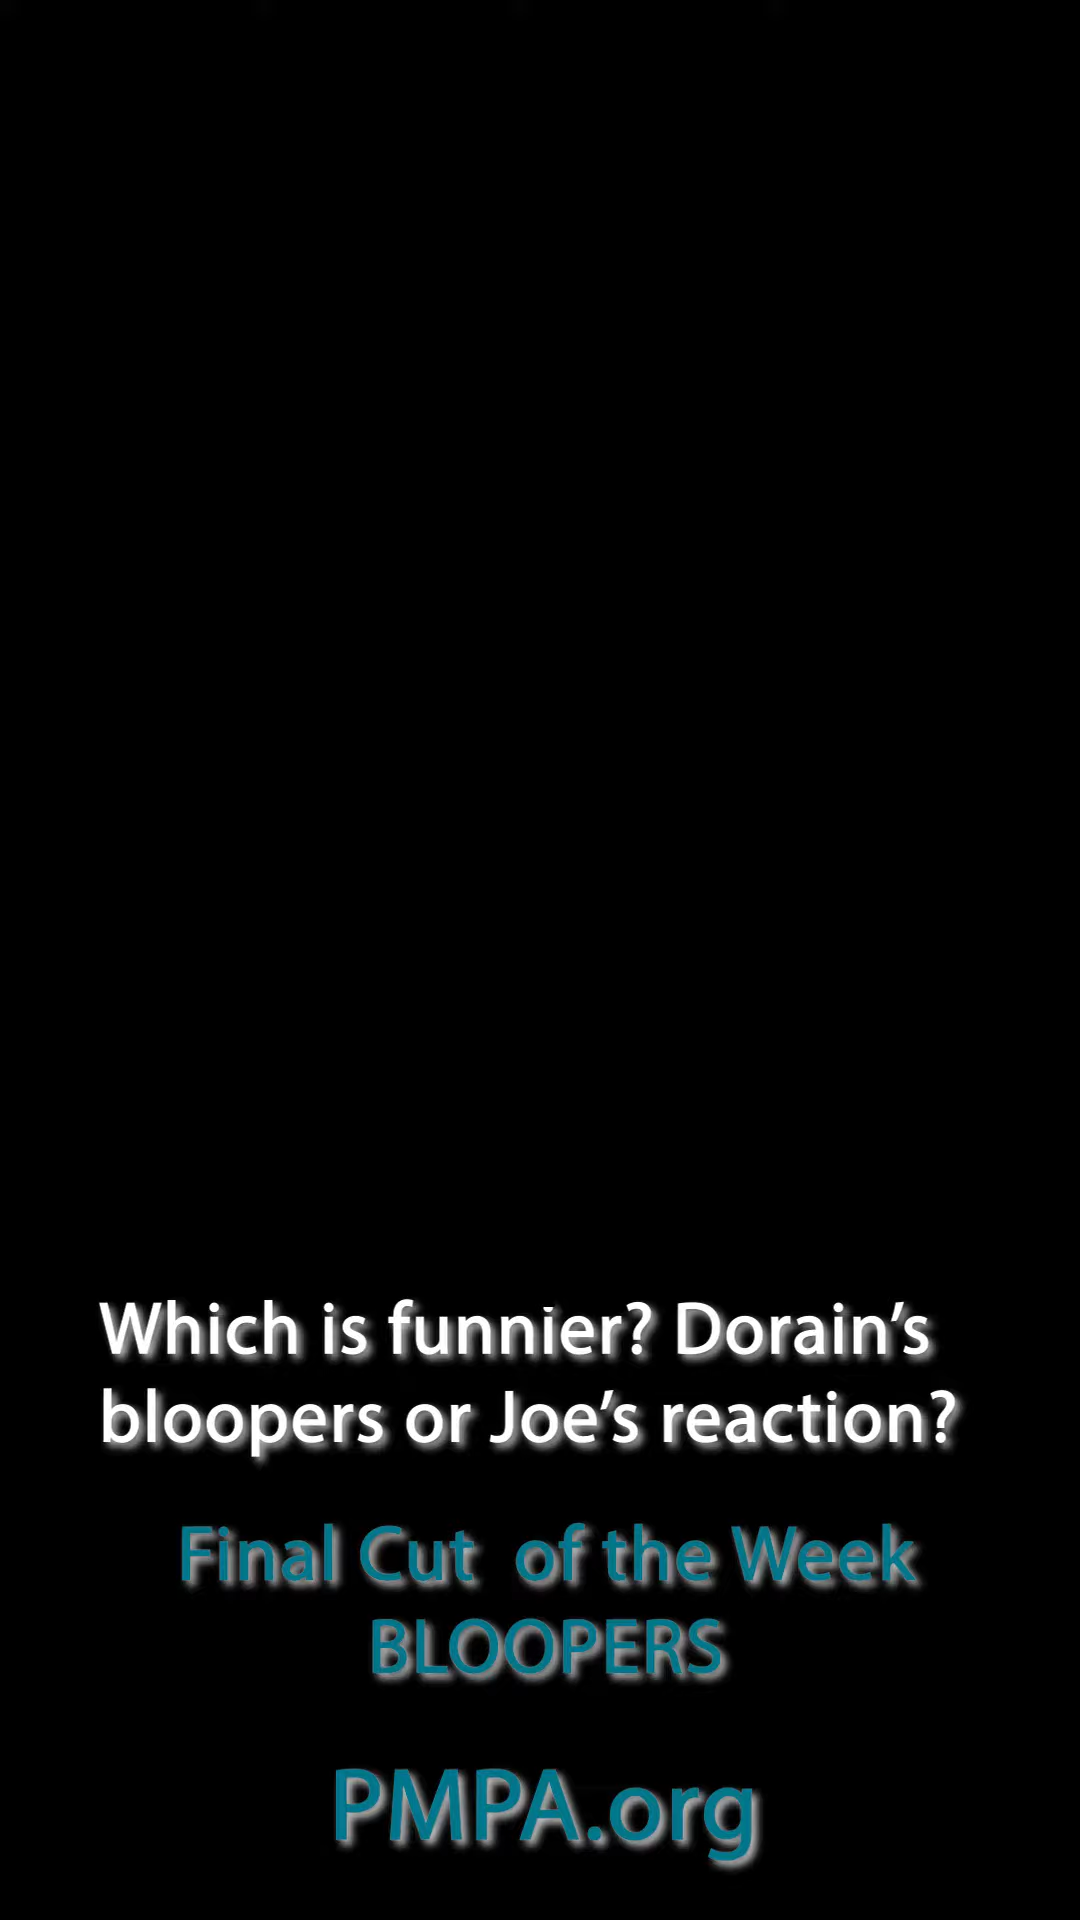 Which is funnier? Dorain’s
bloopers or Joe’s reaction?
Final Cut  of the Week
BLOOPERS
PMPA.org